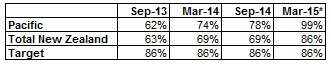 Sep-13 Mar-14 Sep-14 Mar-15*
Pacific 62% 74% 78% 99%
Total New Zealand 63% 69% 69% 86%
Target 86% 86% 86% 86%